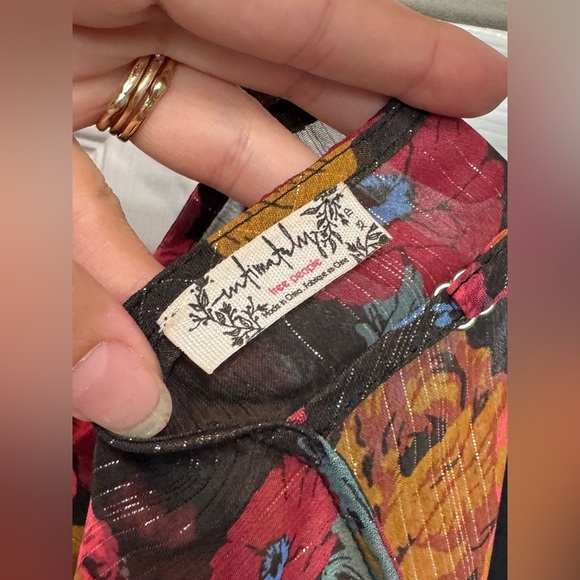 intimately
free people
Made in China. Fabriqué en Chine